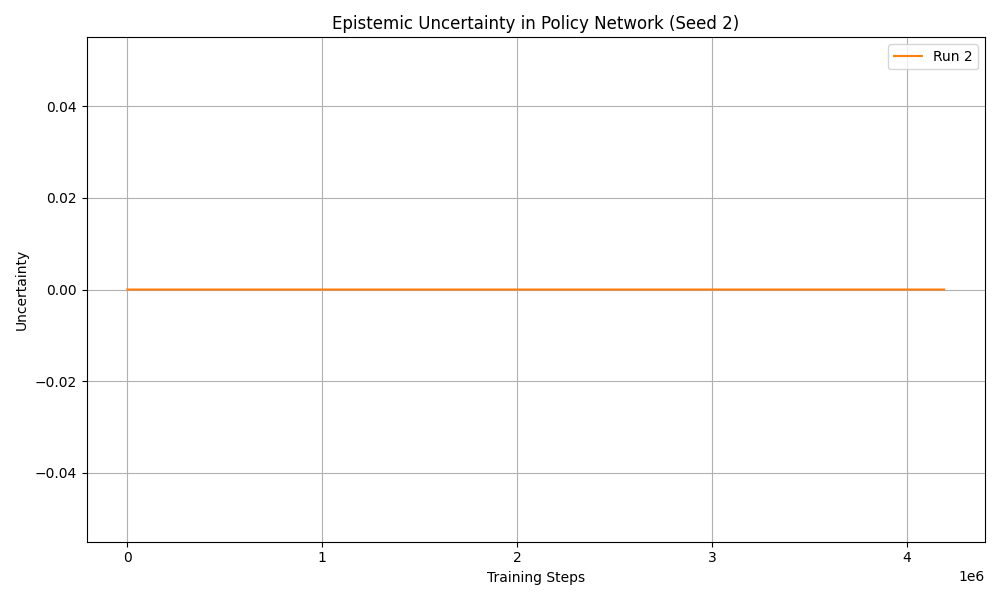 Epistemic Uncertainty in Policy Network (Seed 2)
Run 2
0.04
0.02
0.00
−0.02
−0.04
Uncertainty
0 1 2 3 4
1e6
Training Steps